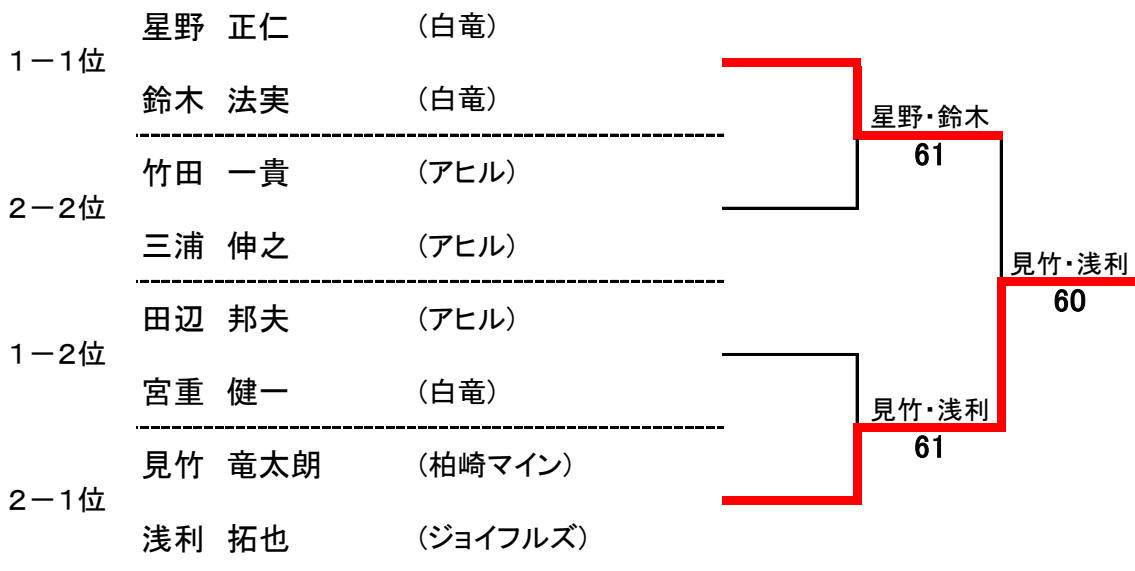 星野 正仁 (白竜)
1-1位
鈴木 法実 (白竜)
星野・鈴木
61
竹田 一貴 (アヒル)
2-2位
三浦 伸之 (アヒル)
見竹・浅利
60
田辺 邦夫 (アヒル)
1-2位
宮重 健一 (白竜)
見竹・浅利
61
見竹 竜太朗 (柏崎マイン)
2-1位
浅利 拓也 (ジョイフルズ)